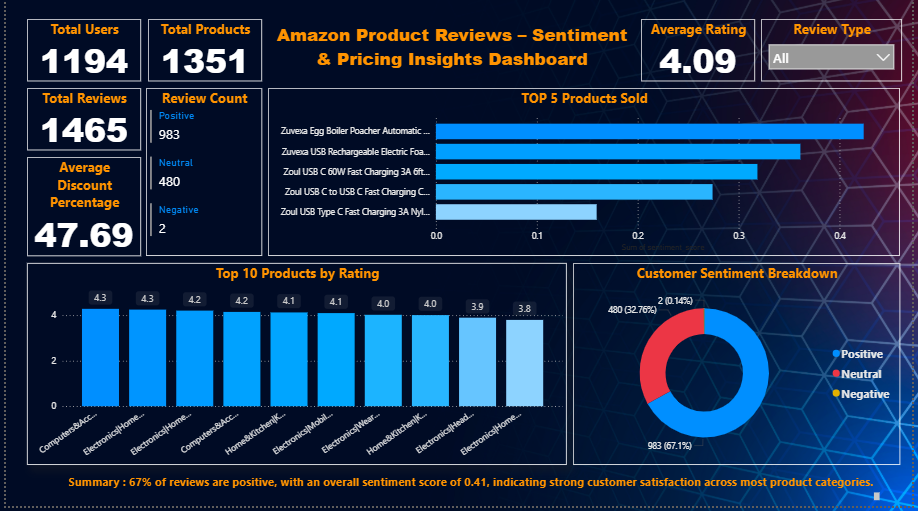 Total Users
1194
Total Products
1351
Amazon Product Reviews – Sentiment
& Pricing Insights Dashboard
Average Rating
4.09
Review Type
All
Total Reviews
1465
Average
Discount
Percentage
47.69
Review Count
Positive
983
Neutral
480
Negative
2
TOP 5 Products Sold
Zuvexa Egg Boiler Poacher Automatic ...
Zuvexa USB Rechargeable Electric Foa...
Zoul USB C 60W Fast Charging 3A 6ft...
Zoul USB C to USB C Fast Charging C...
Zoul USB Type C Fast Charging 3A Nyl...
0.0 0.1 0.2 0.3 0.4
Sum of sentiment_score
Top 10 Products by Rating
4.3 4.3 4.2 4.2 4.1 4.1 4.0 4.0 3.9 3.8
4
2
0
Computers&Acc...
Electronics|Home...
Electronics|Home...
Computers&Acc...
Home&Kitchen|K...
Electronics|Mobil...
Electronics|Wear...
Home&Kitchen|K...
Electronics|Head...
Electronics|Home...
Customer Sentiment Breakdown
2 (0.14%)
480 (32.76%)
983 (67.1%)
Positive
Neutral
Negative
Summary : 67% of reviews are positive, with an overall sentiment score of 0.41, indicating strong customer satisfaction across most product categories.